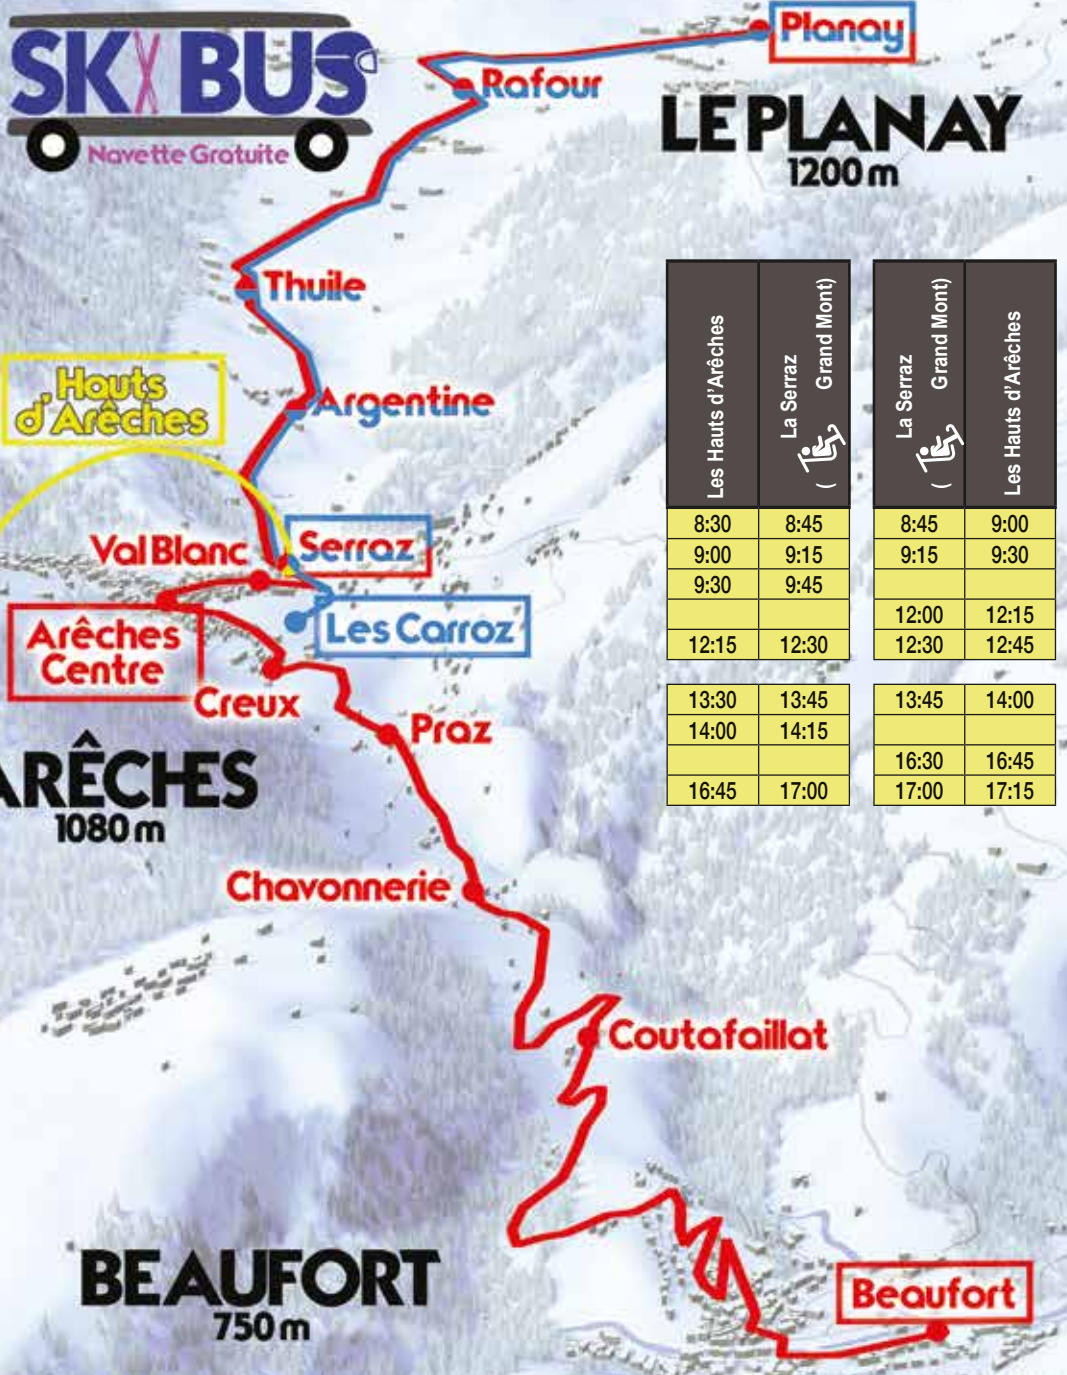 SKI BUS
Navette Gratuite
Planay
Rafour
LE PLANAY
1200 m
Thuile
Hauts
d'Arêches
Argentine
Val Blanc
Serraz
Les Carroz
Arêches
Centre
Creux
Praz
ARÊCHES
1080 m
Chavonnerie
Coutafaillat
BEAUFORT
750 m
Beaufort
Les Hauts d'Arêches
La Serraz
( Grand Mont)
8:30 8:45
9:00 9:15
9:30 9:45
12:15 12:30
13:30 13:45
14:00 14:15
16:45 17:00
La Serraz
( Grand Mont)
Les Hauts d'Arêches
8:45 9:00
9:15 9:30
12:00 12:15
12:30 12:45
13:45 14:00
16:30 16:45
17:00 17:15